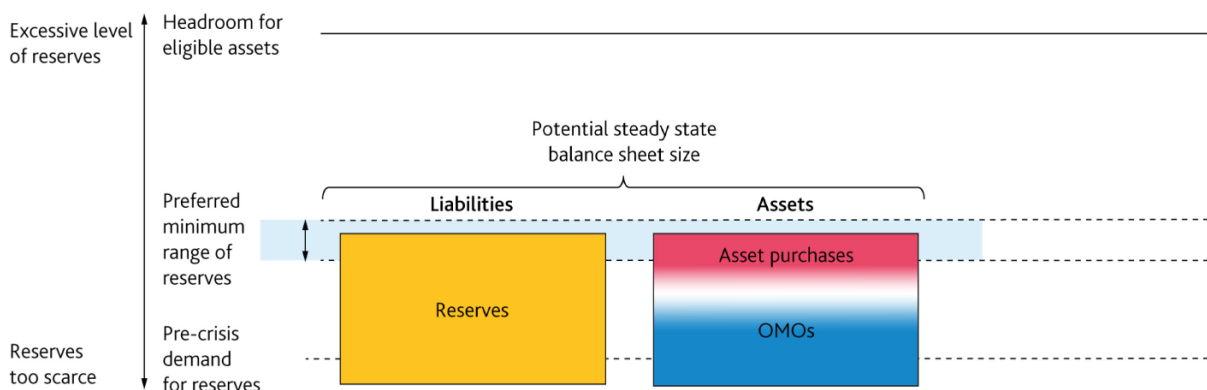 Excessive level
of reserves
Headroom for
eligible assets
Potential steady state
balance sheet size
Preferred
minimum
range of
reserves
Liabilities
Assets
Asset purchases
Reserves
OMOs
Pre-crisis
demand
for reserves
Reserves
too scarce